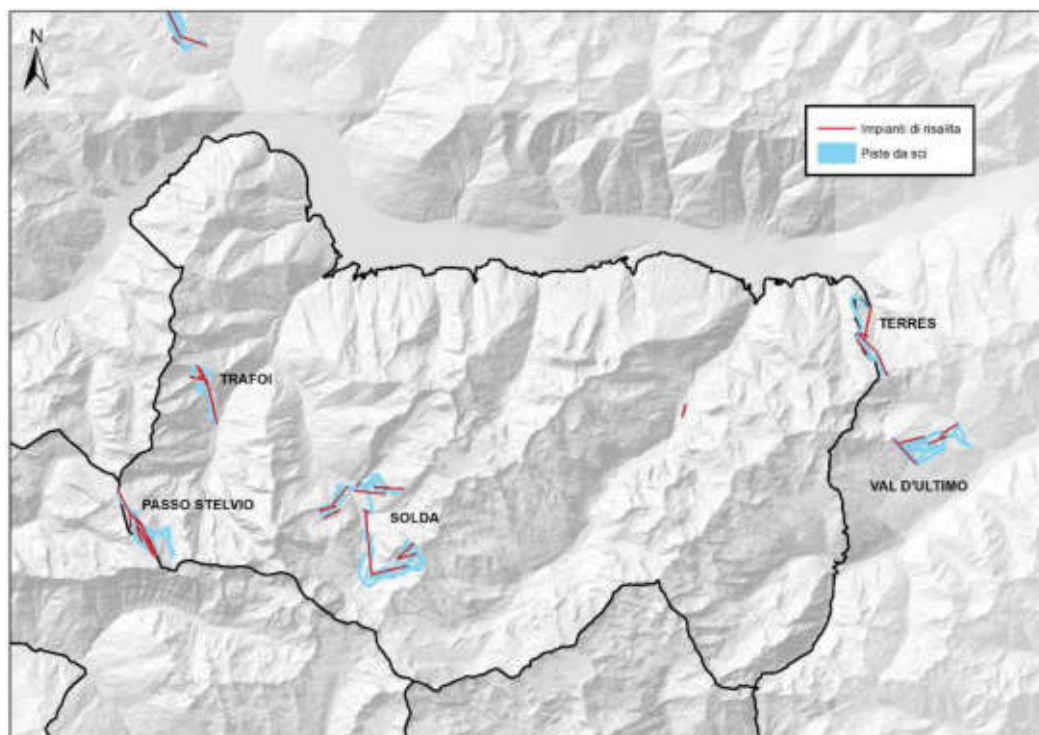 N
Impianti di risalita
Piste da sci
TERRES
TRAFOI
VAL D'ULTIMO
PASSO STELVIO
SOLDA